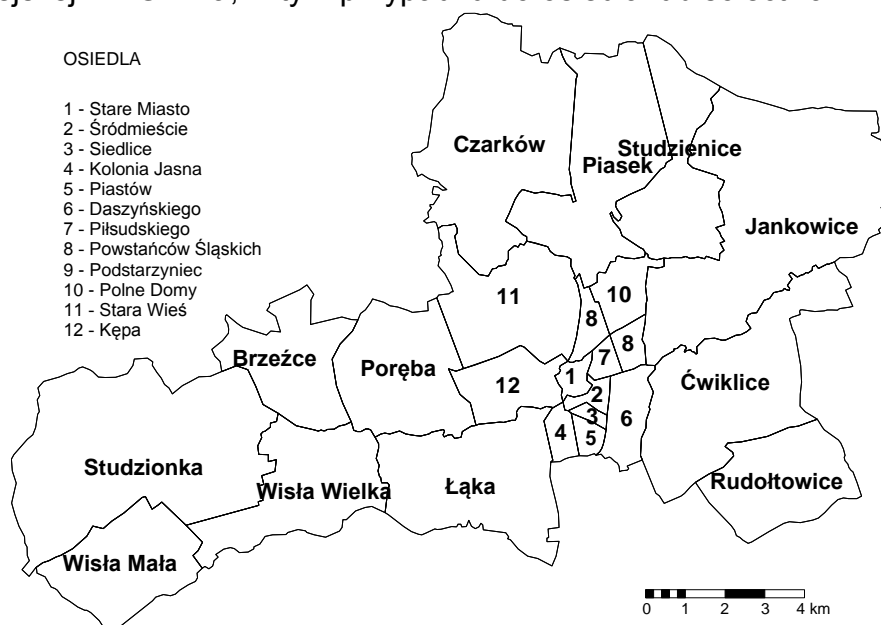 OSIEDLA
1 - Stare Miasto
2 - Śródmieście
3 - Siedlice
4 - Kolonia Jasna
5 - Piastów
6 - Daszyńskiego
7 - Piłsudskiego
8 - Powstańców Śląskich
9 - Podstarzyniec
10 - Polne Domy
11 - Stara Wieś
12 - Kępa
Czarków
Studzienice
Piasek
Jankowice
11
10
8
8
7
Brzeźce
Poręba
1
Ćwiklice
12
2
3
6
4
5
Studzionka
Wisła Wielka
Łąka
Rudołtowice
Wisła Mała
0 1 2 3 4 km